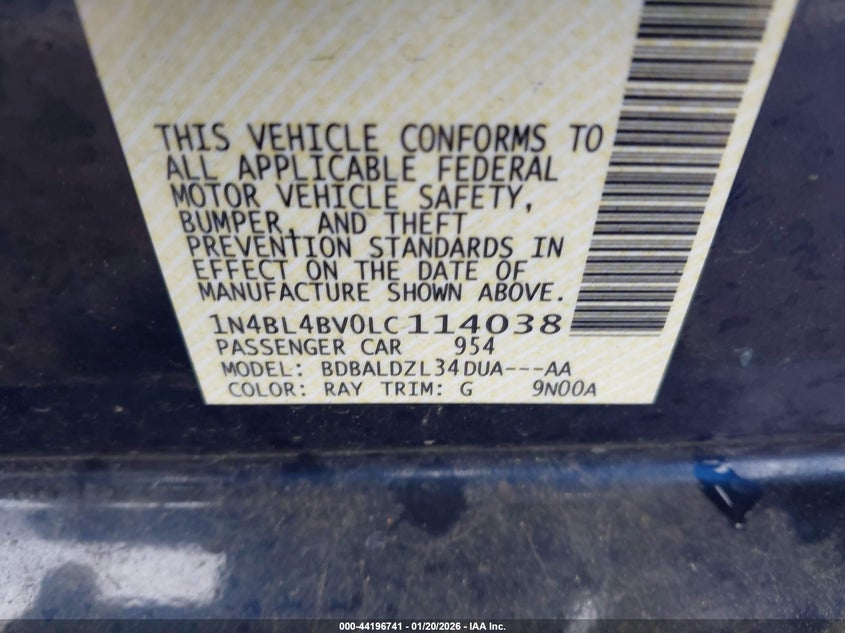 THIS VEHICLE CONFORMS TO
ALL APPLICABLE FEDERAL
MOTOR VEHICLE SAFETY,
BUMPER, AND THEFT
PREVENTION STANDARDS IN
EFFECT ON THE DATE OF
MANUFACTURE SHOWN ABOVE.
1N4BL4BV0LC114038
PASSENGER CAR 954
MODEL: BDBALDZL34DUA---AA
COLOR: RAY TRIM: G 9N00A
000-44196741 | 01/20/2026 - IAA Inc.